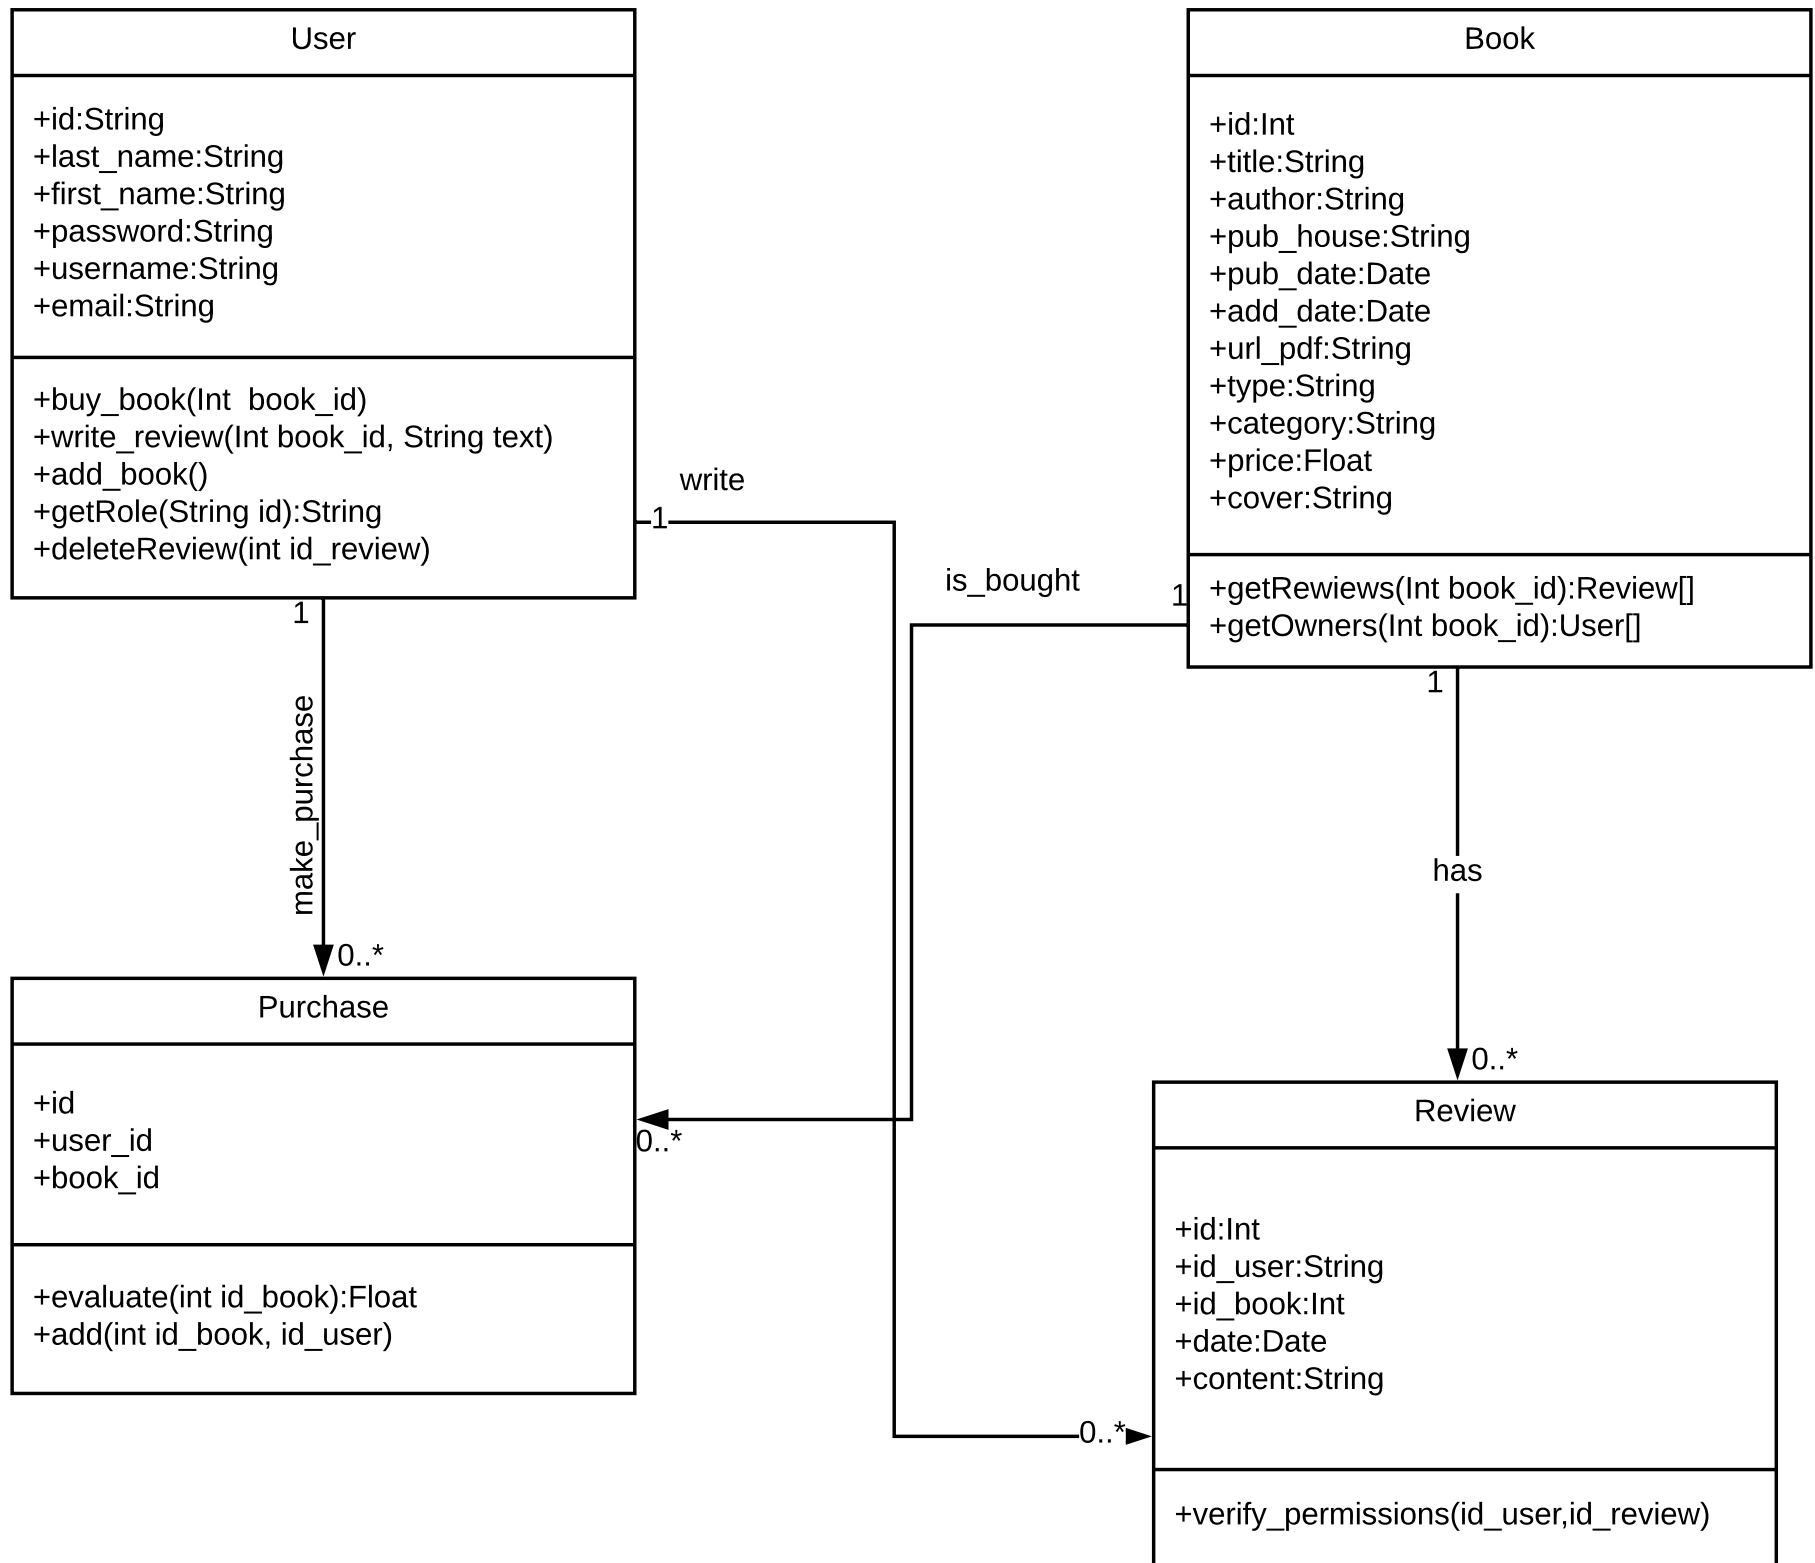 User
+id:String
+last_name:String
+first_name:String
+password:String
+username:String
+email:String
+buy_book(Int  book_id)
+write_review(Int book_id, String text)
+add_book()
+getRole(String id):String
+deleteReview(int id_review)
Book
+id:Int
+title:String
+author:String
+pub_house:String
+pub_date:Date
+add_date:Date
+url_pdf:String
+type:String
+category:String
+price:Float
+cover:String
+getRewiews(Int book_id):Review[]
+getOwners(Int book_id):User[]
write
1
is_bought
1
1
make_purchase
0..*
1
has
0..*
Purchase
+id
+user_id
+book_id
+evaluate(int id_book):Float
+add(int id_book, id_user)
0..*
Review
+id:Int
+id_user:String
+id_book:Int
+date:Date
+content:String
0..*
+verify_permissions(id_user,id_review)